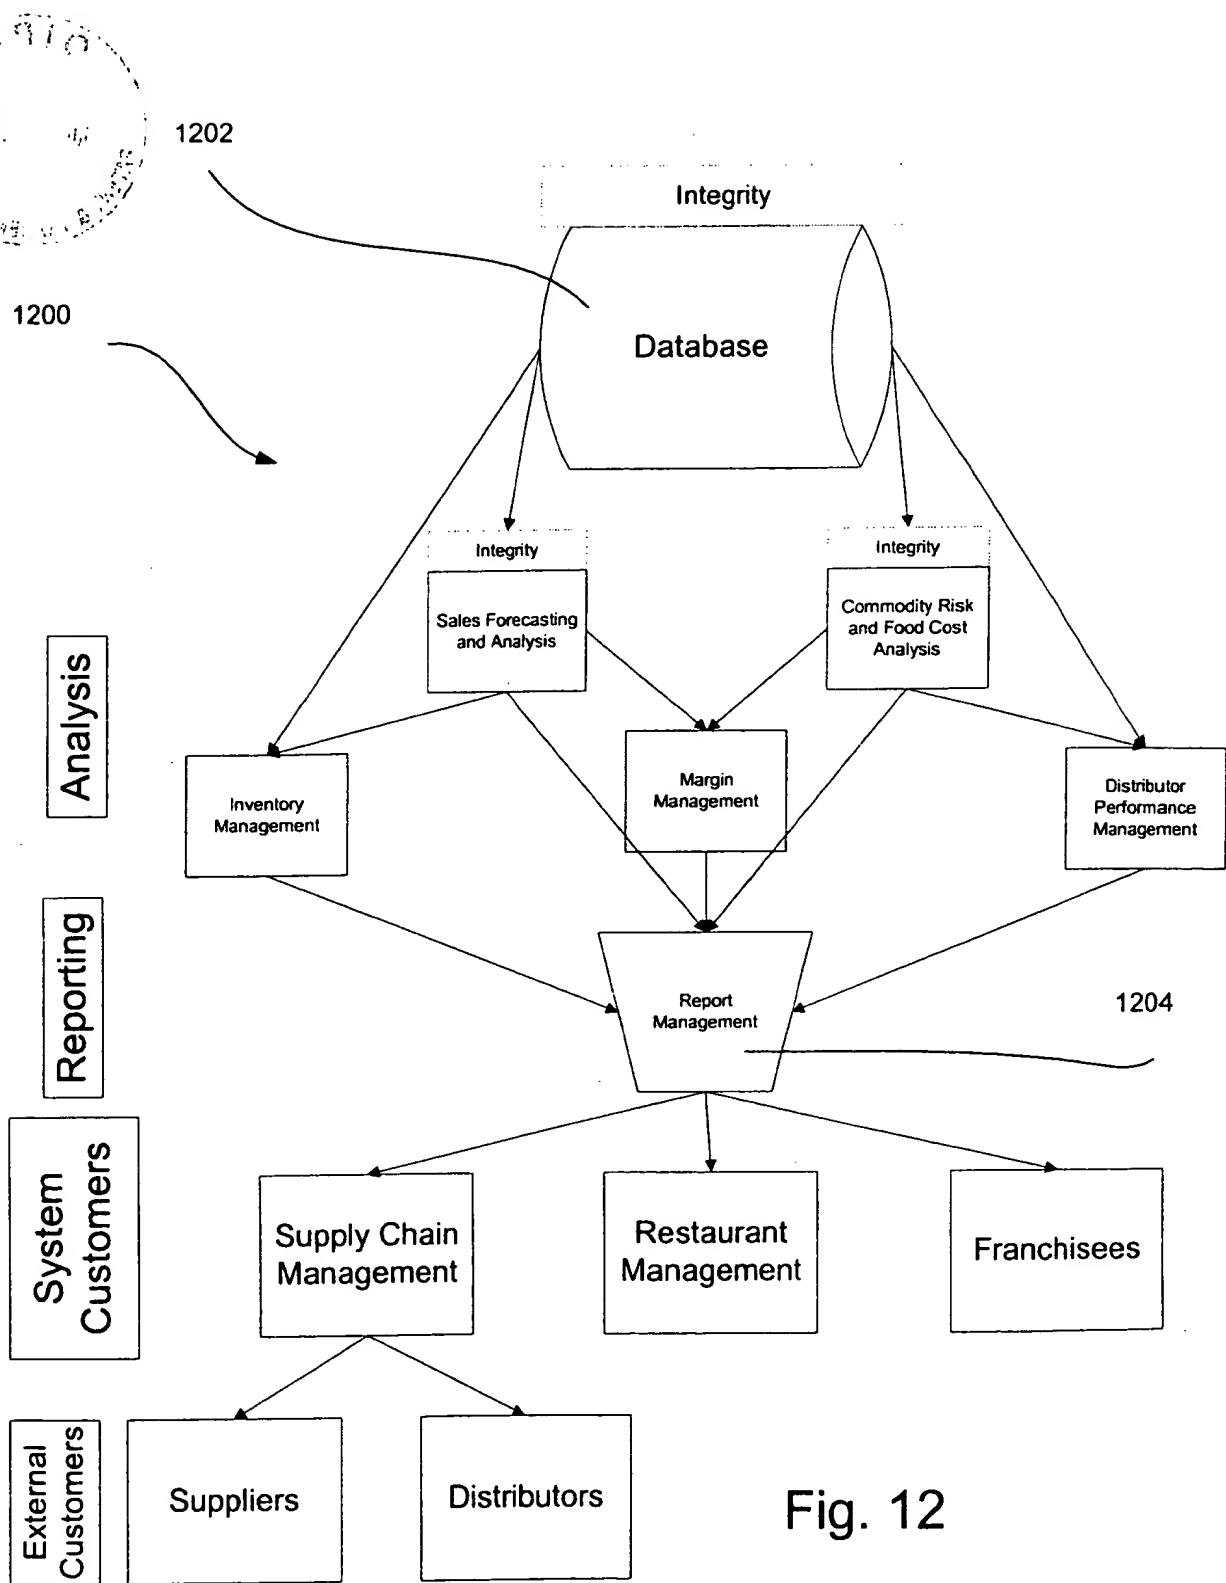 1202
Integrity
1200
Database
Integrity
Integrity
Sales Forecasting
and Analysis
Commodity Risk
and Food Cost
Analysis
Analysis
Inventory
Management
Margin
Management
Distributor
Performance
Management
Reporting
Report
Management
1204
System
Customers
Supply Chain
Management
Restaurant
Management
Franchisees
External
Customers
Suppliers
Distributors
Fig. 12